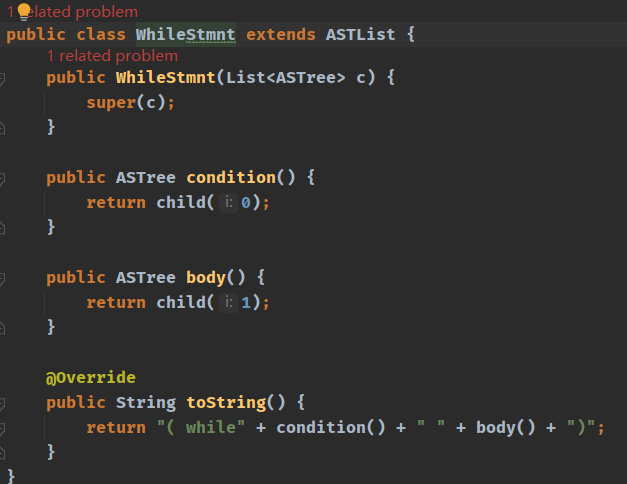 1 related problem
public class WhileStmnt extends ASTList {
1 related problem
public WhileStmnt(List<ASTree> c) {
super(c);
}
public ASTree condition() {
return child( i: 0);
}
public ASTree body() {
return child( i: 1);
}
@Override
public String toString() {
return "( while" + condition() + " " + body() + ")";
}
}